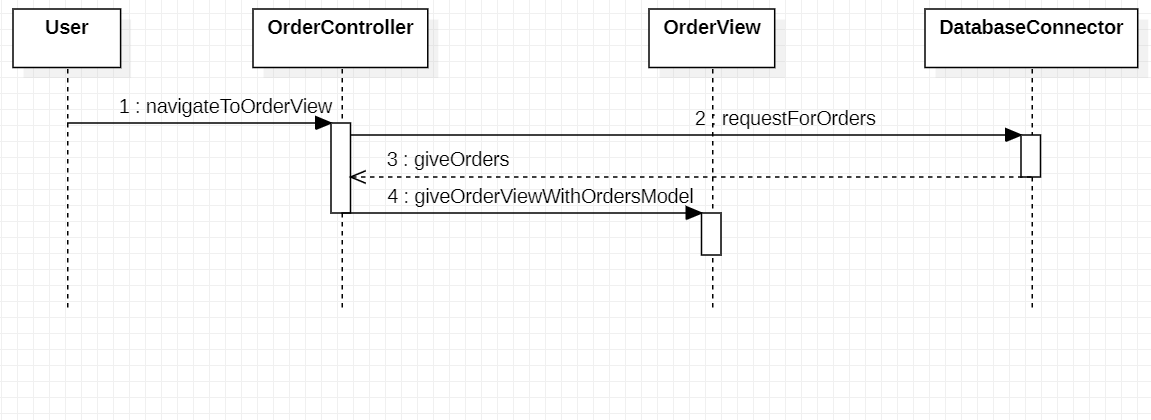 User
OrderController
OrderView
DatabaseConnector
1 : navigateToOrderView
2 : requestForOrders
3 : giveOrders
4 : giveOrderViewWithOrdersModel